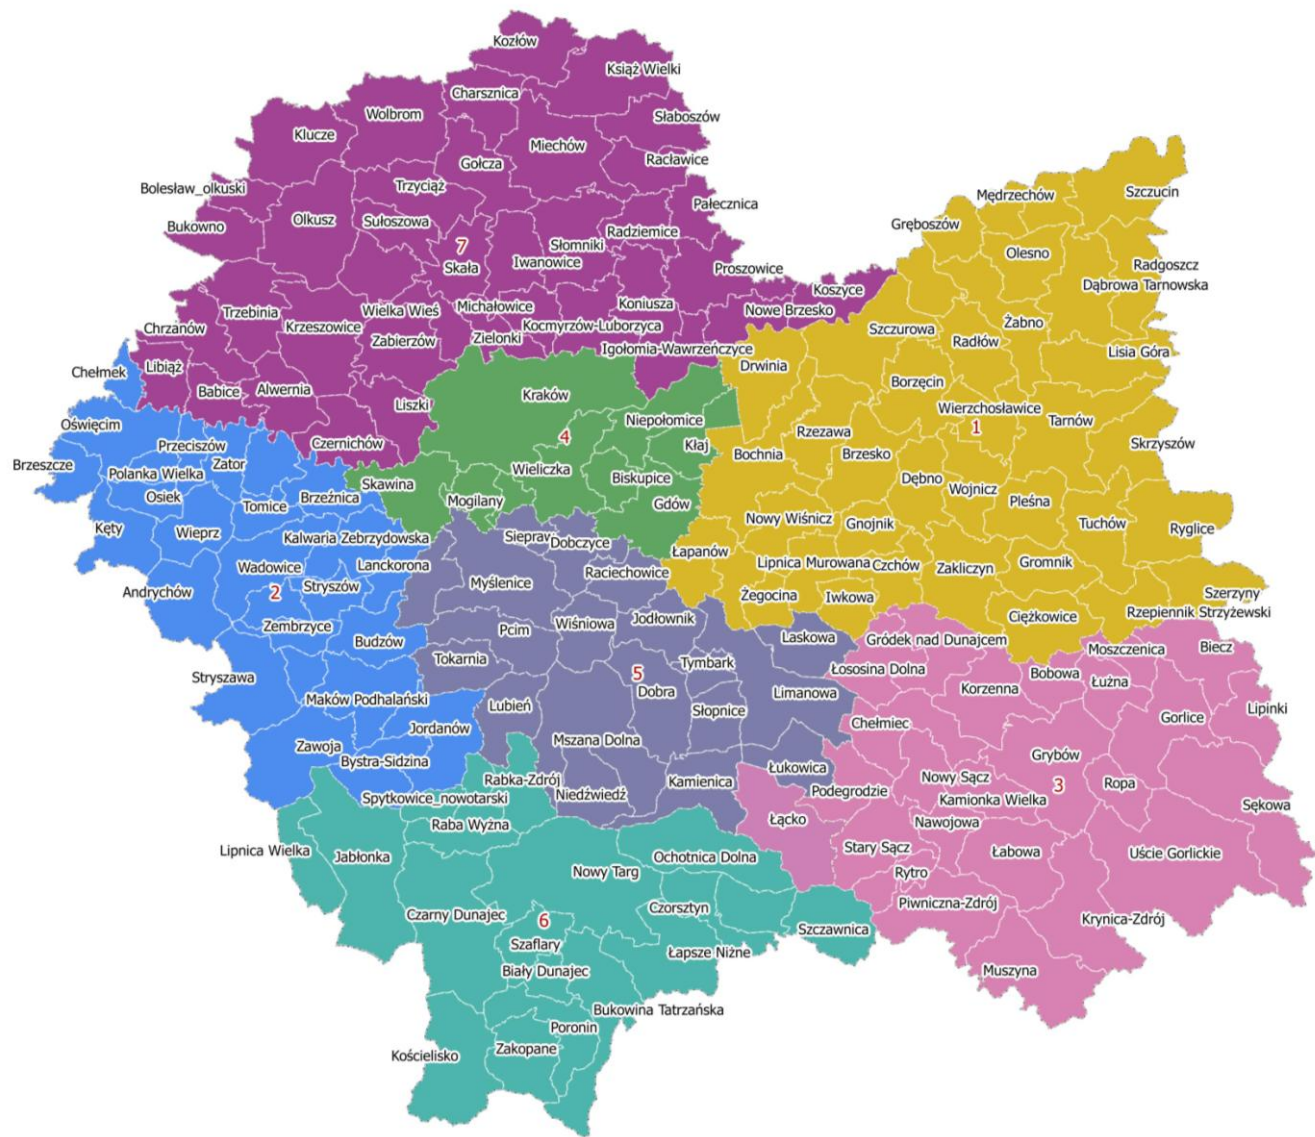 Kozłów
Książ Wielki
Charsznica
Wolbrom
Słaboszów
Klucze
Miechów
Gołcza
Racławice
Trzyciąż
Bolesław_olkuski
Szczucin
Mędrzechów
Pałecznica
Olkusz
Sułoszowa
Bukowno
Gręboszów
Radziemice
Słomniki
7
Olesno
Iwanowice
Skała
Proszowice
Radgoszcz
Dąbrowa Tarnowska
Koszyce
Koniusza
Michałowice
Wielka Wieś
Nowe Brzesko
Trzebinia
Żabno
Krzeszowice
Kocmyrzów-Luborzyca
Chrzanów
Szczurowa
Zielonki
Zabierzów
Radłów
Igołomia-Wawrzeńczyce
Lisia Góra
Libiąż
Drwinia
Chełmek
Borzęcin
Babice
Alwernia
Kraków
Liszki
Wierzchosławice
Niepołomice
Tarnów
Oświęcim
1
Rzezawa
4
Przeciszów
Czernichów
Kłaj
Skrzyszów
Bochnia
Brzesko
Brzeszcze
Zator
Polanka Wielka
Wieliczka
Biskupice
Dębno
Skawina
Wojnicz
Osiek
Brzeźnica
Mogilany
Pleśna
Gdów
Tomice
Nowy Wiśnicz
Gnojnik
Tuchów
Kęty
Ryglice
Wieprz
Sieprav
Kalwaria Zebrzydowska
Dobczyce
Łapanów
Lipnica Murowana
Gromnik
Lanckorona
Wadowice
Czchów
Zakliczyn
Raciechowice
Myślenice
Stryszów
Andrychów
2
Szerzyny
Żegocina
Iwkowa
Rzepiennik Strzyżewski
Ciężkowice
Jodłownik
Wiśniowa
Zembrzyce
Pcim
Laskowa
Gródek nad Dunajcem
Budzów
Biecz
Moszczenica
Tokarnia
Tymbark
Łososina Dolna
5
Bobowa
Łużna
Stryszawa
Korzenna
Dobra
Limanowa
Maków Podhalański
Lubień
Słopnice
Lipinki
Gorlice
Chełmiec
Jordanów
Mszana Dolna
Zawoja
Grybów
Bystra-Sidzina
Łukowica
Nowy Sącz
Rabka-Zdrój
Kamienica
Ropa
3
Podegrodzie
Niedźwiedź
Spytkowice_nowotarski
Kamionka Wielka
Sękowa
Łącko
Nawojowa
Raba Wyżna
Stary Sącz
Lipnica Wielka
Łabowa
Uście Gorlickie
Jabłonka
Ochotnica Dolna
Nowy Targ
Rytro
Piwniczna-Zdrój
Czorsztyn
Czarny Dunajec
6
Krynica-Zdrój
Szczawnica
Szaflary
Łapsze Niżne
Biały Dunajec
Muszyna
Bukowina Tatrzańska
Poronin
Zakopane
Kościelisko